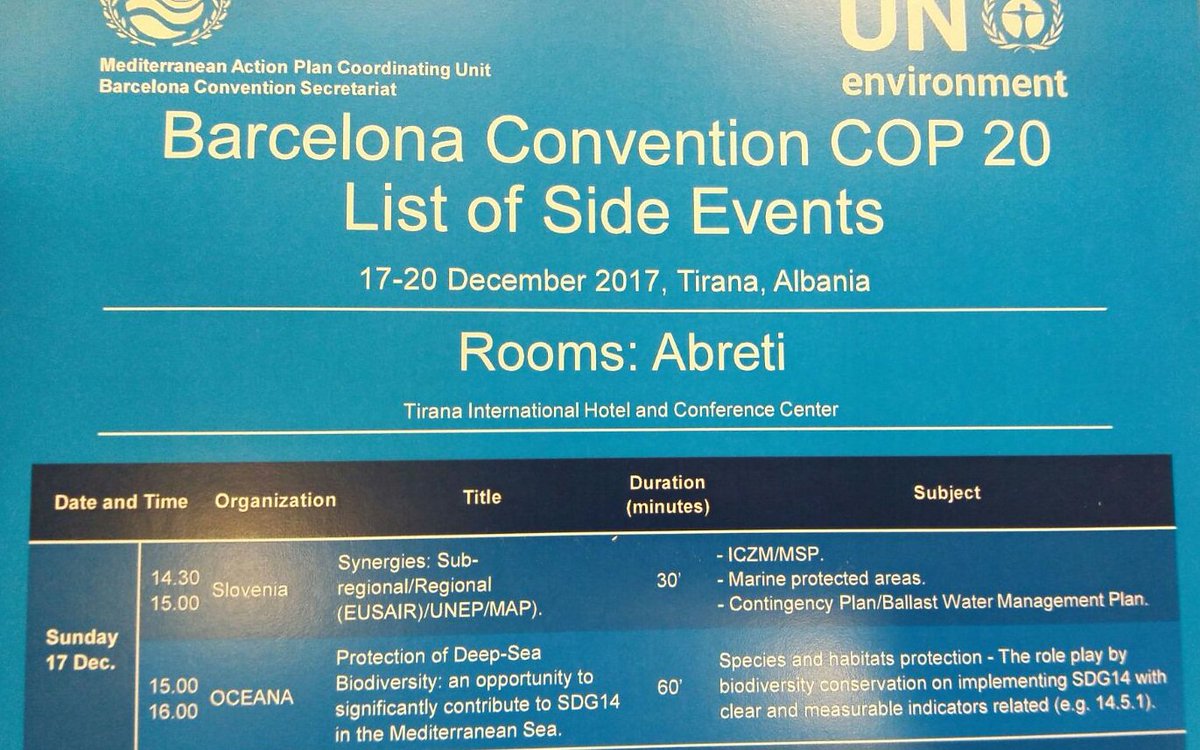 Mediterranean Action Plan Coordinating Unit
Barcelona Convention Secretariat
UN
environment
Barcelona Convention COP 20
List of Side Events
17-20 December 2017, Tirana, Albania
Rooms: Abreti
Tirana International Hotel and Conference Center
Date and Time Organization Title Duration (minutes) Subject
Sunday
17 Dec.
14.30
15.00
Slovenia
Synergies: Sub-
regional/Regional
(EUSAIR)/UNEP/MAP).
30'
- ICZM/MSP.
- Marine protected areas.
- Contingency Plan/Ballast Water Management Plan.
15.00
16.00
OCEANA
Protection of Deep-Sea
Biodiversity: an opportunity to
significantly contribute to SDG14
in the Mediterranean Sea.
60'
Species and habitats protection - The role play by
biodiversity conservation on implementing SDG14 with
clear and measurable indicators related (e.g. 14.5.1).